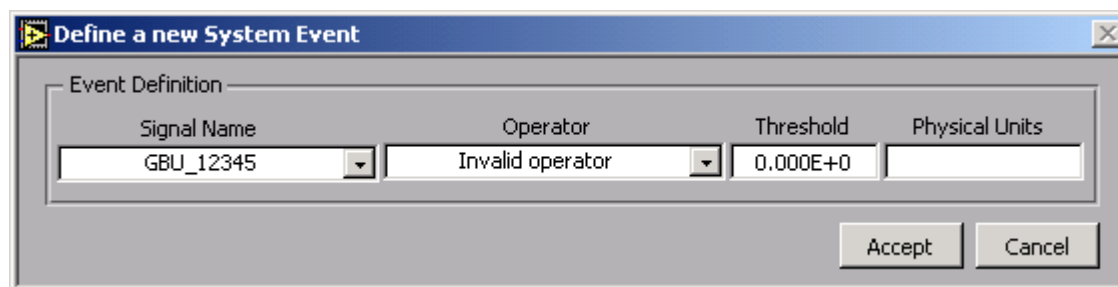 Define a new System Event
Event Definition
Signal Name Operator Threshold Physical Units
GBU_12345 Invalid operator 0.000E+0
Accept Cancel